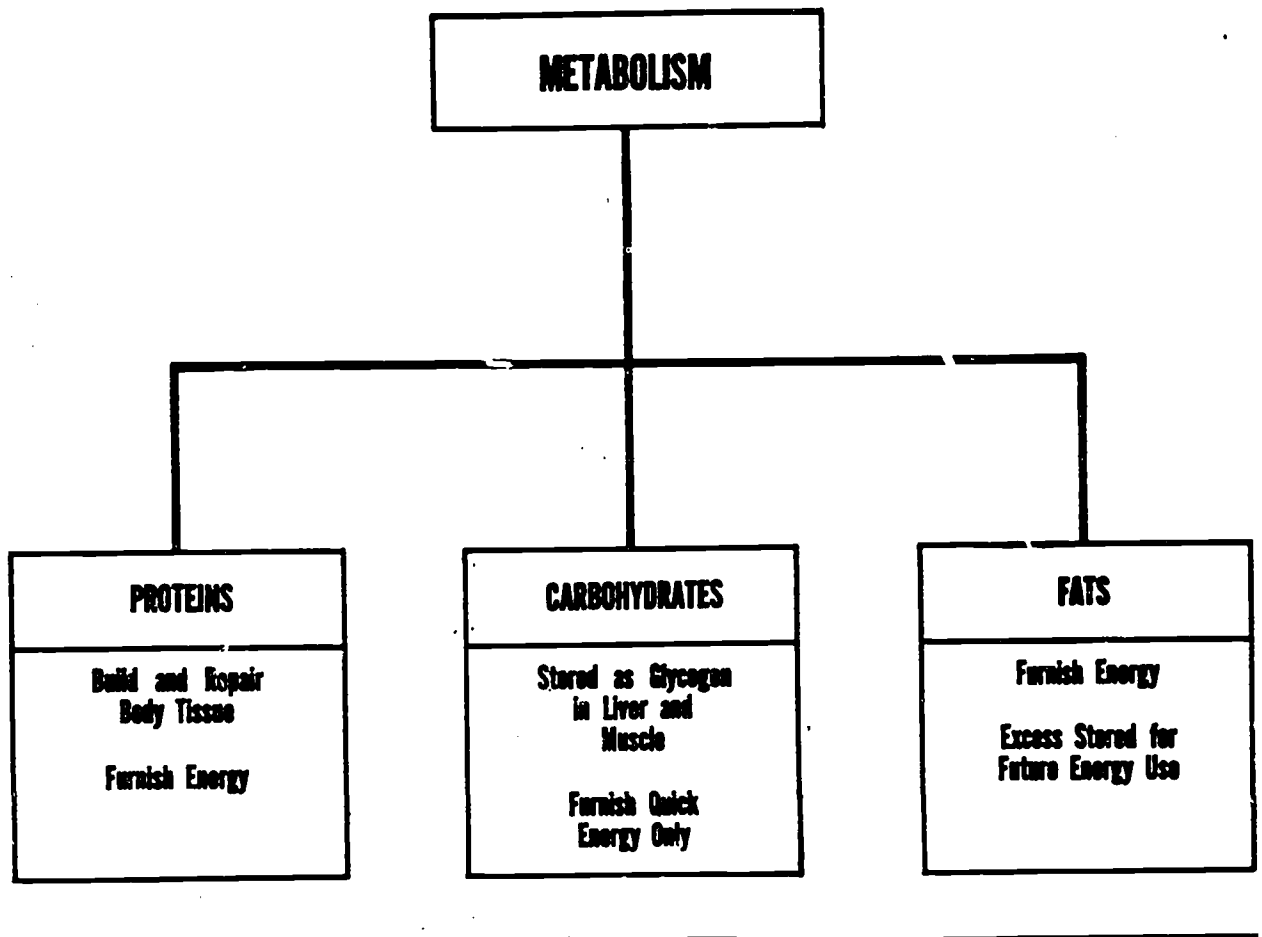 METABOLISM
PROTEINS
Build and Repair
Body Tissue
Furnish Energy
CARBOHYDRATES
Stored as Glycogen
in Liver and
Muscle
Furnish Quick
Energy Only
FATS
Furnish Energy
Excess Stored for
Future Energy Use